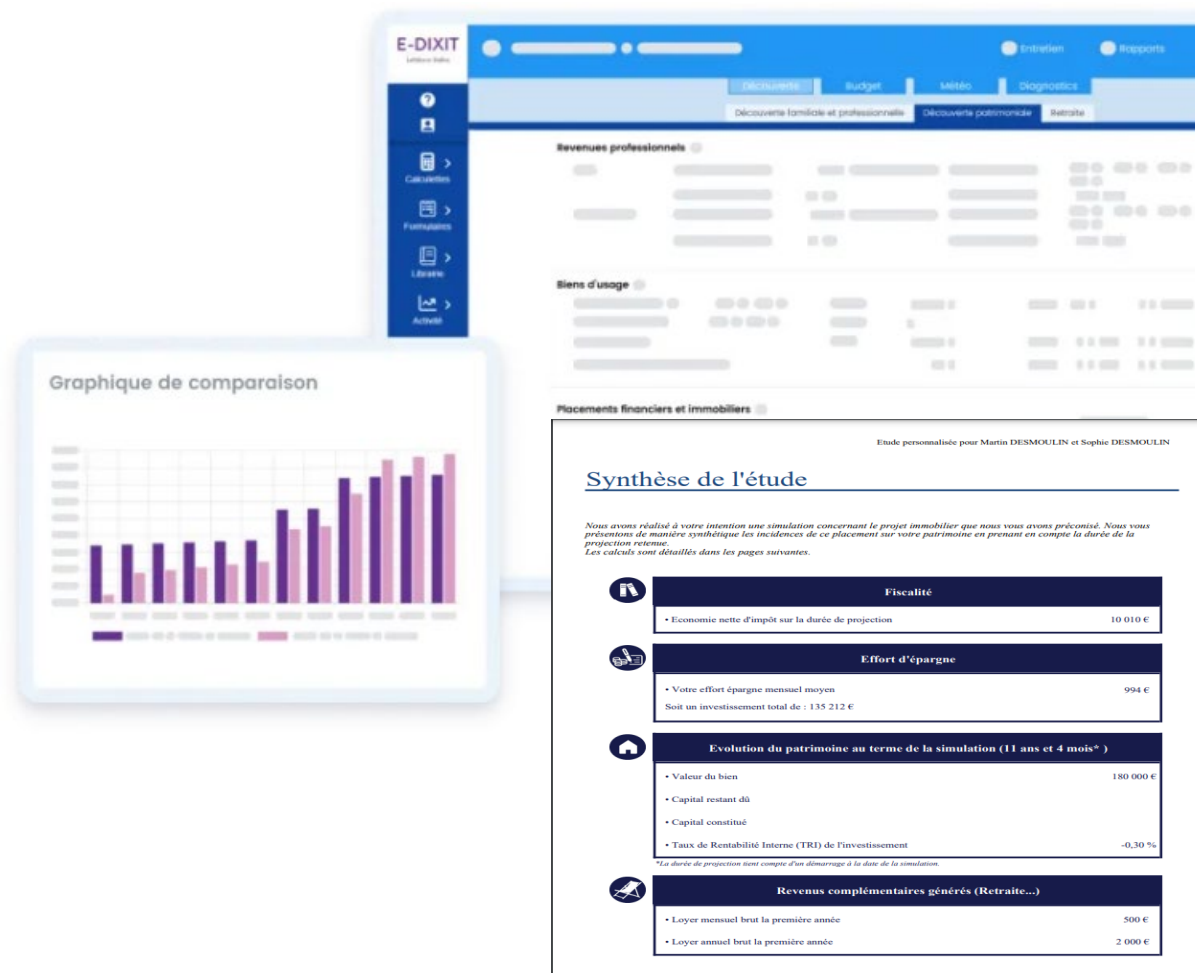 E-DIXIT
Entretien
Rapports
Découverte
Budget
Météo
Diagnostics
Découverte familiale et professionnelle
Découverte patrimoniale
Retraite
Calculettes
Formulaires
Librairie
Activité
Revenues professionnels
Biens d'usage
Placements financiers et immobiliers
Graphique de comparaison
Etude personnalisée pour Martin DESMOULIN et Sophie DESMOULIN
Synthèse de l'étude
Nous avons réalisé à votre intention une simulation concernant le projet immobilier que nous vous avons préconisé. Nous vous
présentons de manière synthétique les incidences de ce placement sur votre patrimoine en prenant en compte la durée de la
projection retenue.
Les calculs sont détaillés dans les pages suivantes.
Fiscalité
• Economie nette d'impôt sur la durée de projection 10 010 €
Effort d'épargne
• Votre effort épargne mensuel moyen 994 €
Soit un investissement total de : 135 212 €
Evolution du patrimoine au terme de la simulation (11 ans et 4 mois* )
• Valeur du bien 180 000 €
• Capital restant dû
• Capital constitué
• Taux de Rentabilité Interne (TRI) de l'investissement -0,30 %
*La durée de projection tient compte d'un démarrage à la date de la simulation.
Revenus complémentaires générés (Retraite...)
• Loyer mensuel brut la première année 500 €
• Loyer annuel brut la première année 2 000 €